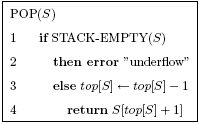 POP(S)
1 if STACK-EMPTY(S)
2 then error "underflow"
3 else top[S] ← top[S] − 1
4 return S[top[S] + 1]